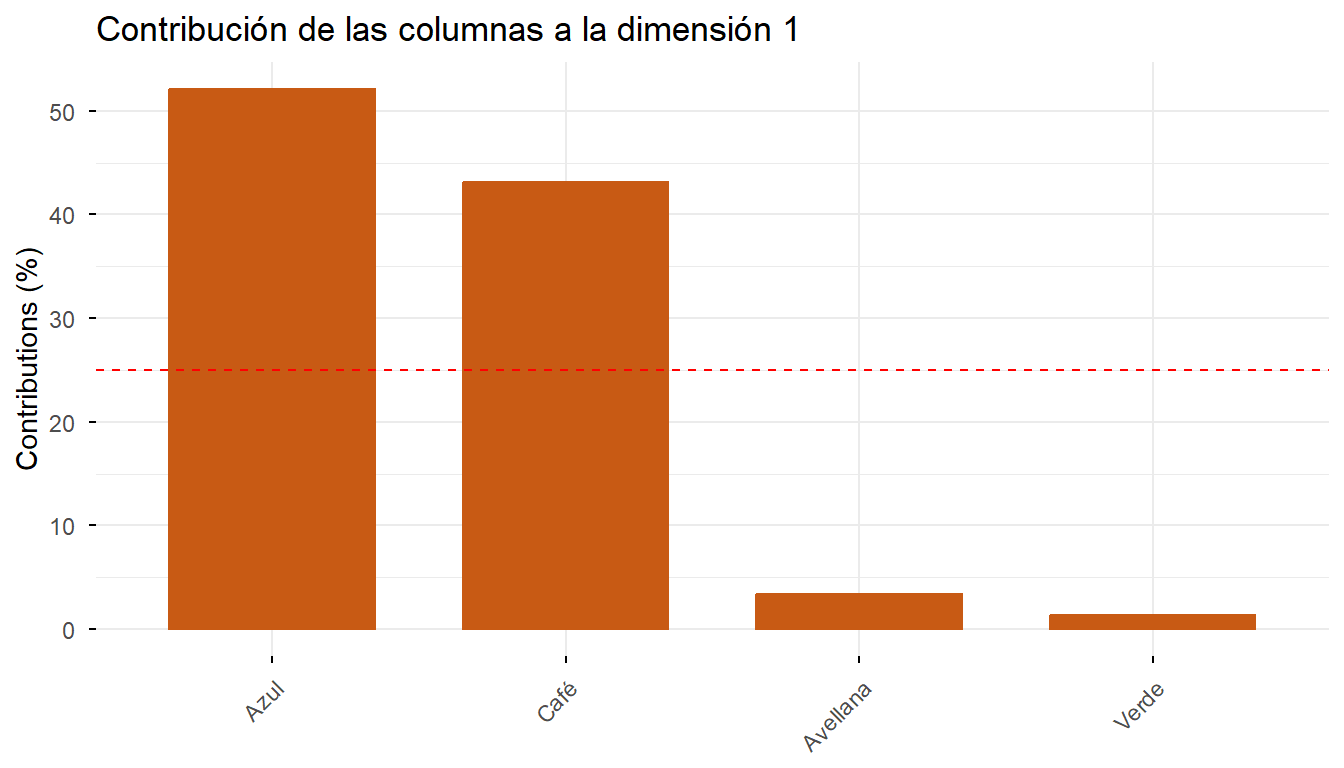 Contribución de las columnas a la dimensión 1
Contributions (%)
50
40
30
20
10
0
Azul
Café
Avellana
Verde